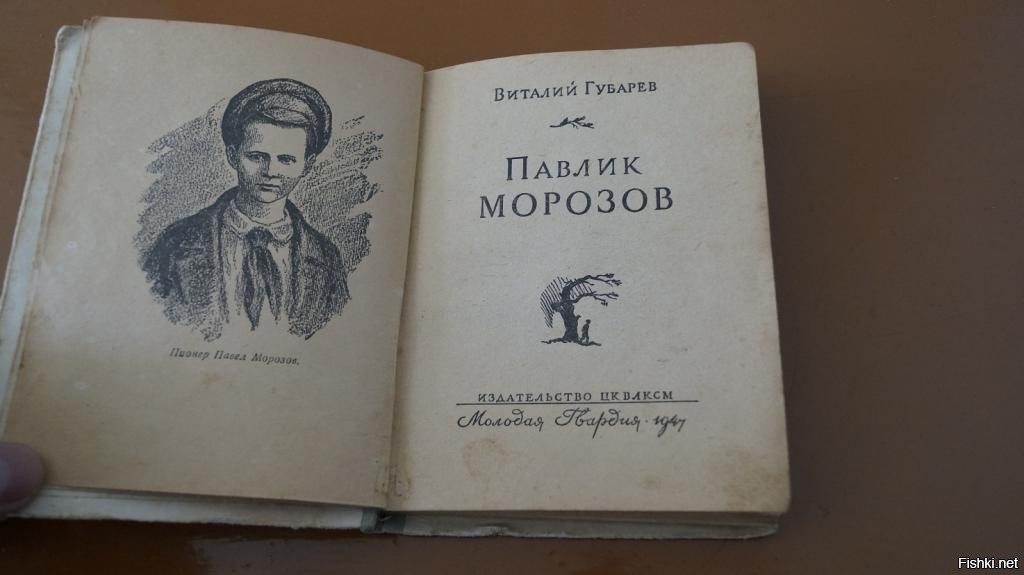 Пионер Павел Морозов.
Виталий Губарев
Павлик
МОРОЗОВ
ИЗДАТЕЛЬСТВО ЦК ВЛКСМ
Молодая Гвардия · 1947
Fishki.net